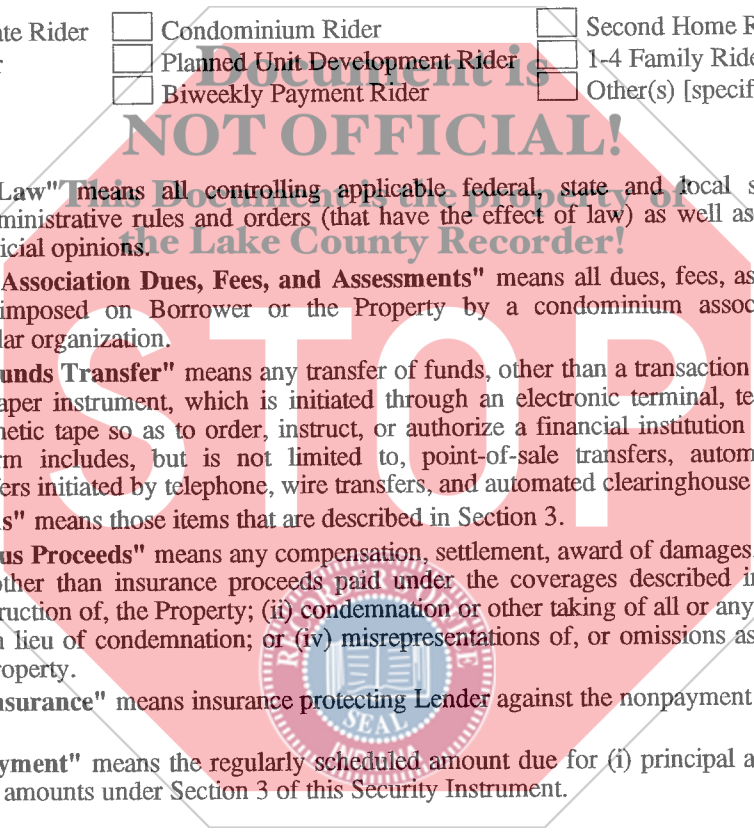 te Rider Condominium Rider Second Home R
r Planned Unit Development Rider 1-4 Family Ride
Biweekly Payment Rider Other(s) [specif
Document is
NOT OFFICIAL!
This Document is the property of
the Lake County Recorder!
Law" means all controlling applicable federal, state and local s
ministrative rules and orders (that have the effect of law) as well as
icial opinions.
Association Dues, Fees, and Assessments" means all dues, fees, as
imposed on Borrower or the Property by a condominium assoc
lar organization.
unds Transfer" means any transfer of funds, other than a transaction
aper instrument, which is initiated through an electronic terminal, te
netic tape so as to order, instruct, or authorize a financial institution
rm includes, but is not limited to, point-of-sale transfers, autom
fers initiated by telephone, wire transfers, and automated clearinghouse
s" means those items that are described in Section 3.
us Proceeds" means any compensation, settlement, award of damages,
other than insurance proceeds paid under the coverages described in
ruction of, the Property; (ii) condemnation or other taking of all or any
n lieu of condemnation; or (iv) misrepresentations of, or omissions as
roperty.
nsurance" means insurance protecting Lender against the nonpayment
yment" means the regularly scheduled amount due for (i) principal a
amounts under Section 3 of this Security Instrument.
STOP
RECORDER OFFICE
SEAL
INDIANA